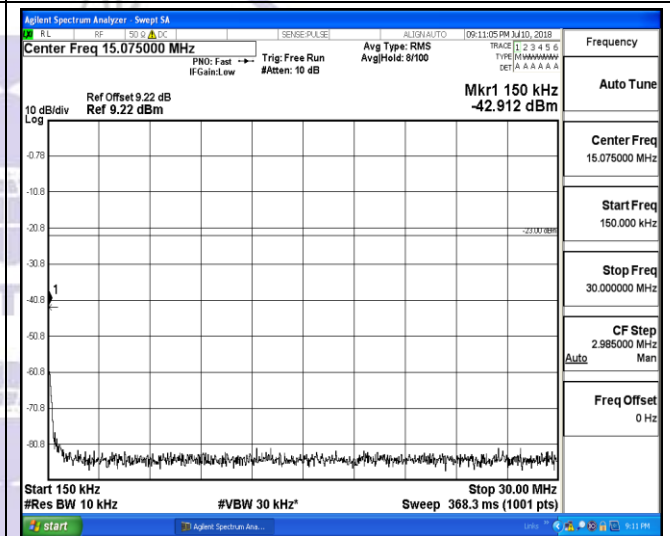 Agilent Spectrum Analyzer - Swept SA
RL RF 50 Ω DC SENSE:PULSE ALIGN AUTO 09:11:05 PM Jul 10, 2018
Center Freq 15.075000 MHz
PNO: Fast Trig: Free Run
IFGain:Low #Atten: 10 dB
Avg Type: RMS
Avg|Hold: 8/100
TRACE 1 2 3 4 5 6
TYPE M WWWWW
DET A A A A A A
Mkr1 150 kHz
-42.912 dBm
Ref Offset 9.22 dB
10 dB/div Ref 9.22 dBm
Log
-0.78
-10.8
-20.8
-23.00 dBm
-30.8
1
-40.8
-50.8
-60.8
-70.8
-80.8
Start 150 kHz Stop 30.00 MHz
#Res BW 10 kHz #VBW 30 kHz* Sweep 368.3 ms (1001 pts)
Frequency
Auto Tune
Center Freq
15.075000 MHz
Start Freq
150.000 kHz
Stop Freq
30.000000 MHz
CF Step
2.985000 MHz
Auto Man
Freq Offset
0 Hz
start Agilent Spectrum Ana... Links » 9:11 PM